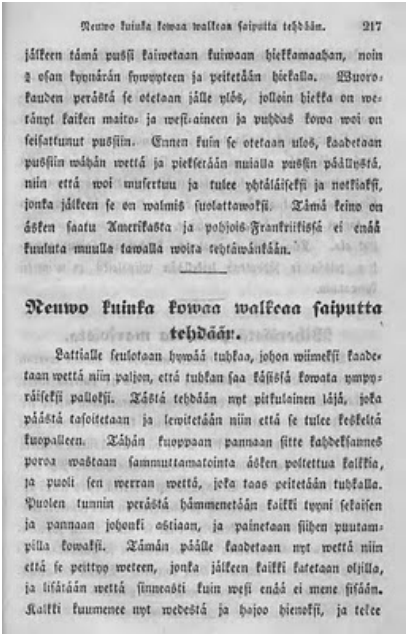 Neuwo kuinka kowaa walkeaa saiputta tehdään. 217
jälkeen tämä pussi kaiwetaan kuiwaan hiekkamaahan, noin
osan kyynärän sywyyteen ja peitetään hiekalla. Wuoro-
kauden perästä se otetaan jälle ylös, jolloin hiekka on we-
tänyt kaiken maito- ja wesi-aineen ja puhdas kowa woi on
seisattunut pussiin. Ennen kuin se otetaan ulos, kaadetaan
pussiin wähän wettä ja pieksetään nuialla pussin päällystä,
niin että woi musertuu ja tulee yhtäläiseksi ja notkiaksi,
jonka jälkeen se on walmis suolattawaksi. Tämä keino on
äsken saatu Amerikasta ja pohjois-Frankriikissä ei enää
kuuluta muulla tawalla woita tehtäwänkään.
Neuwo kuinka kowaa walkeaa saiputta
tehdään.
Lattialle seulotaan hywää tuhkaa, johon wiimeksi kaade-
taan wettä niin paljon, että tuhkan saa käsissä kowata ympy-
räiseksi palloksi. Tästä tehdään nyt pitkulainen läjä, joka
päästä tasoitetaan ja lewitetään niin että se tulee keskeltä
kuopalleen. Tähän kuoppaan pannaan sitte kahdeksannes
poroa wastaan sammuttamatointa äsken poltettua kalkkia,
ja puoli sen werran wettä, joka taas peitetään tuhkalla.
Puolen tunnin perästä hämmenetään kaikki tyyni sekaisen
ja pannaan johonki astiaan, ja painetaan siihen puutam-
pilla kowaksi. Tämän päälle kaadetaan nyt wettä niin
että se peittyy weteen, jonka jälkeen kaikki katetaan oljilla,
ja lisätään wettä sinneasti kuin wesi enää ei mene sisään.
Kalkki kuumenee nyt wedestä ja hajoo hienoksi, ja tekee